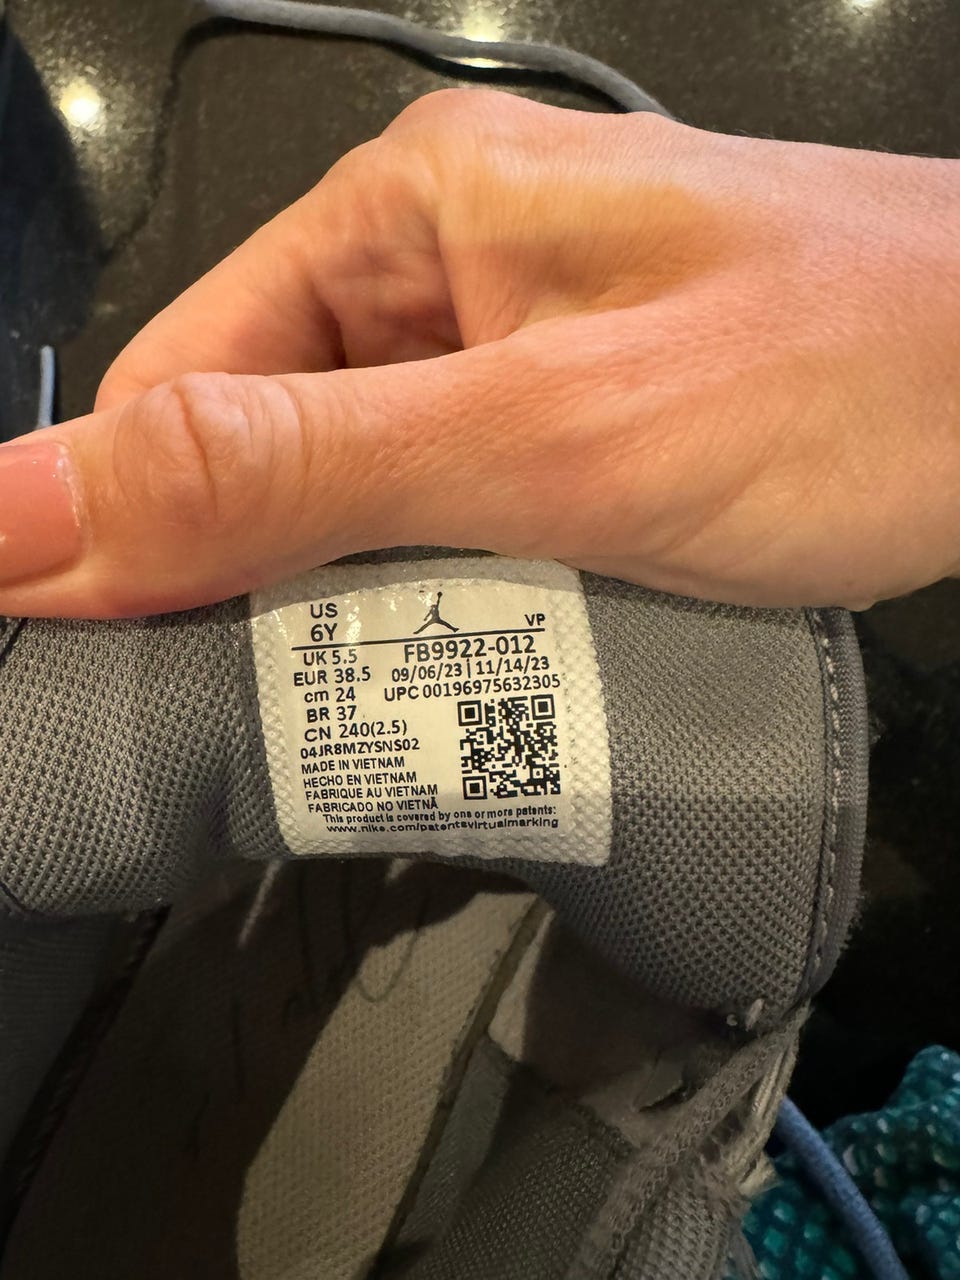 US
6Y
VP
UK 5.5
FB9922-012
EUR 38.5
09/06/23 | 11/14/23
cm 24
UPC 00196975632305
BR 37
CN 240(2.5)
04JR8MZYSNS02
MADE IN VIETNAM
HECHO EN VIETNAM
FABRIQUE AU VIETNAM
FABRICADO NO VIETNÃ
This product is covered by one or more patents:
www.nike.com/patentsvirtualmarking